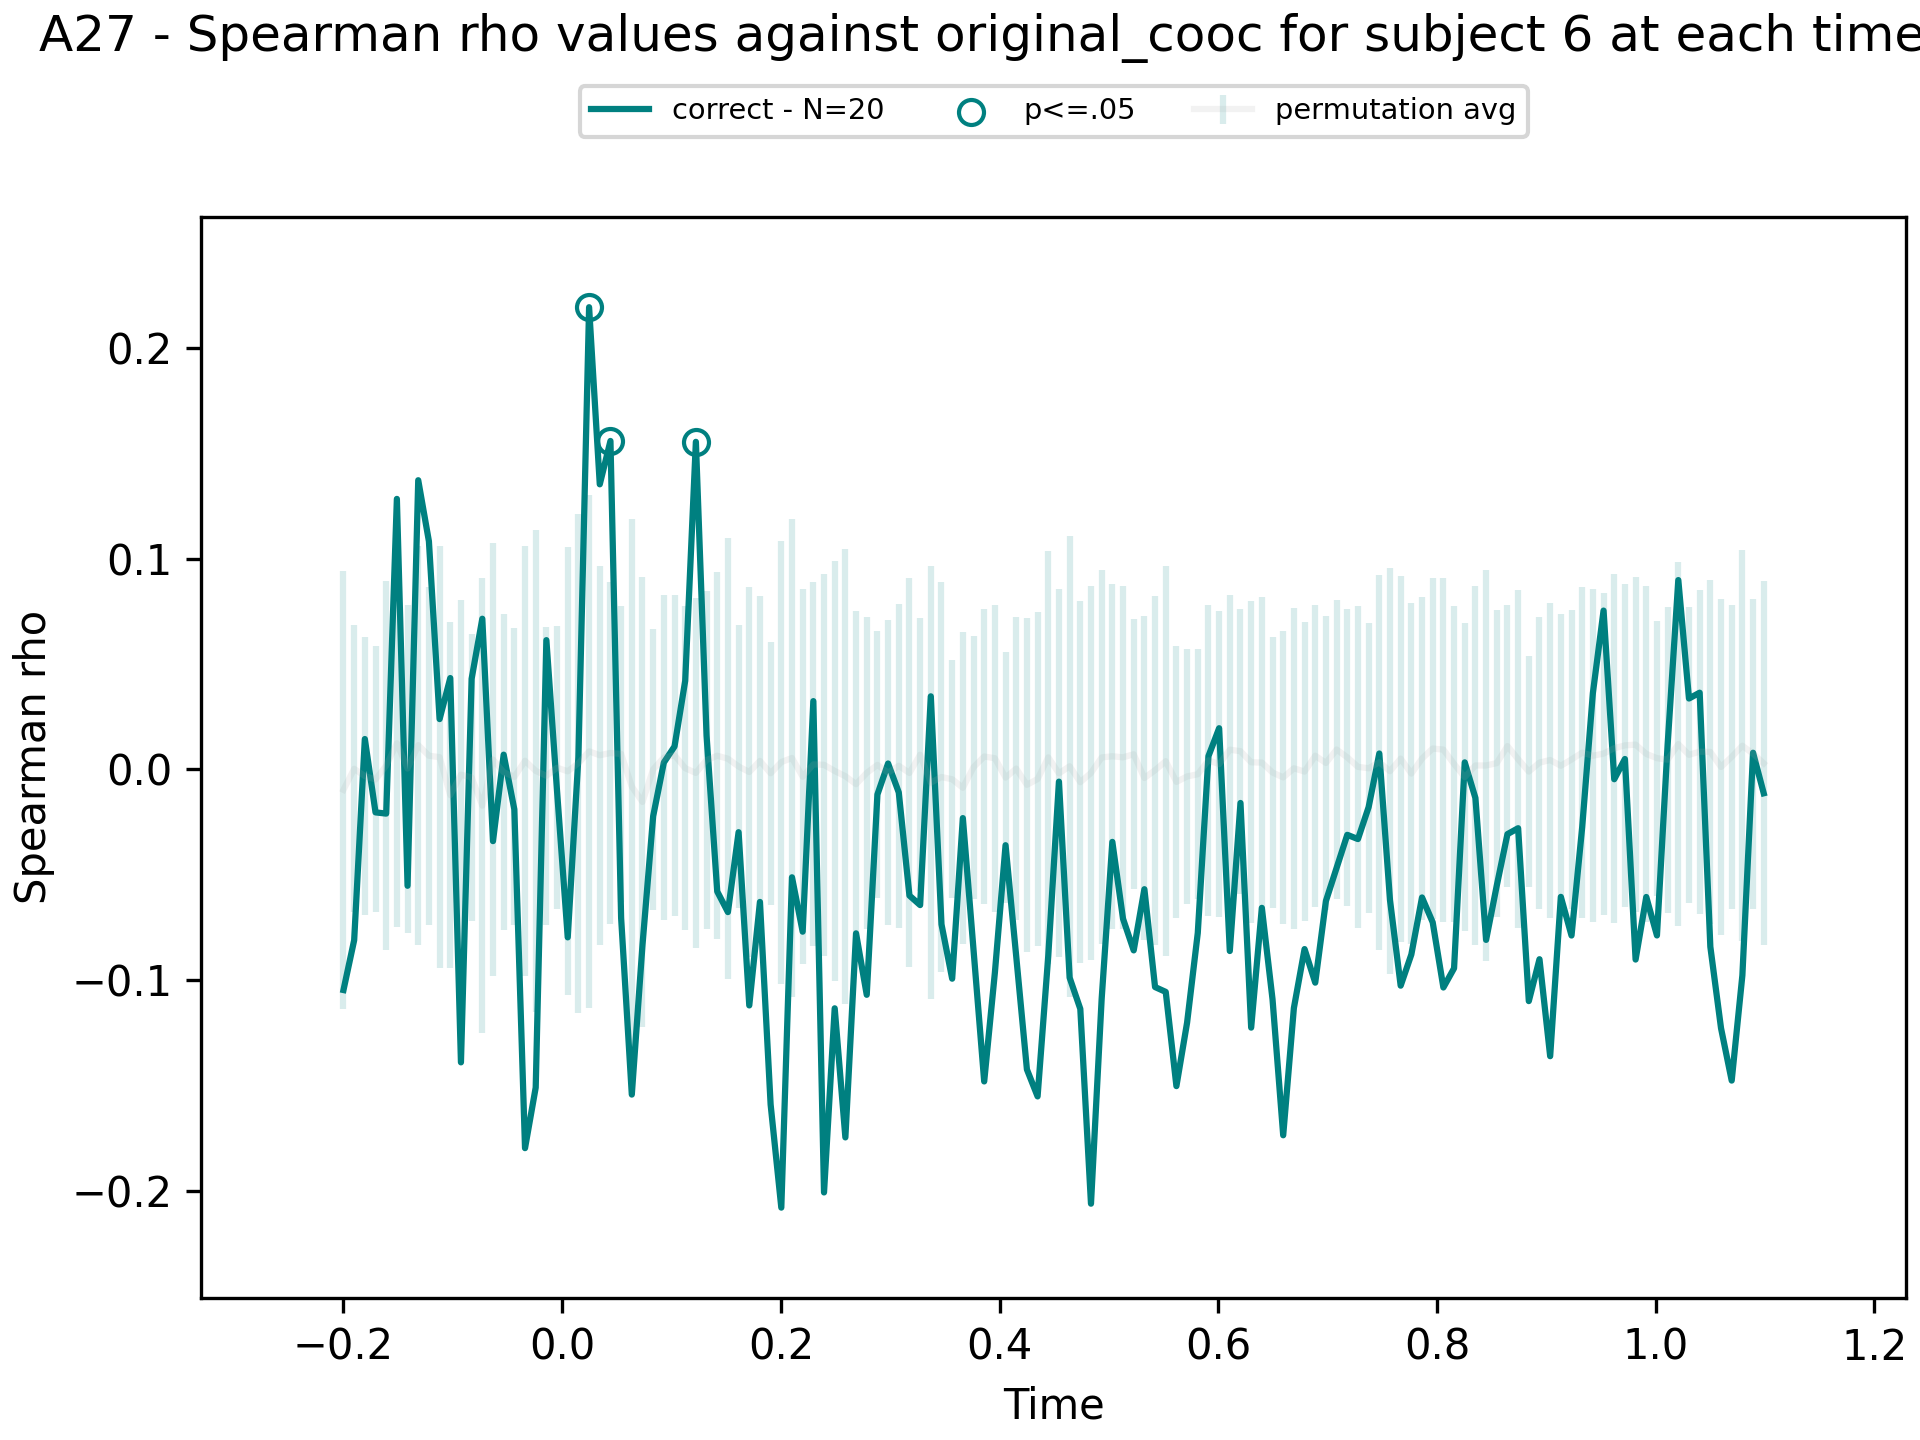 A27 - Spearman rho values against original_cooc for subject 6 at each time
correct - N=20
p<=.05
permutation avg
Spearman rho
0.2
0.1
0.0
−0.1
−0.2
−0.2
0.0
0.2
0.4
0.6
0.8
1.0
1.2
Time